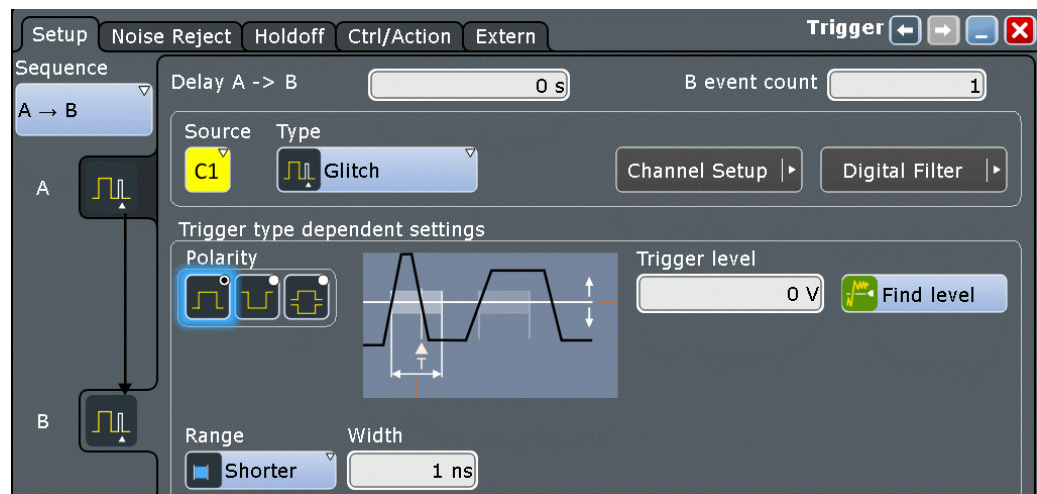 Setup Noise Reject Holdoff Ctrl/Action Extern Trigger
Sequence
A → B
Delay A -> B 0 s B event count 1
Source Type
C1 Glitch Channel Setup Digital Filter
A
Trigger type dependent settings
Polarity Trigger level
0 V Find level
T
B
Range Width
Shorter 1 ns